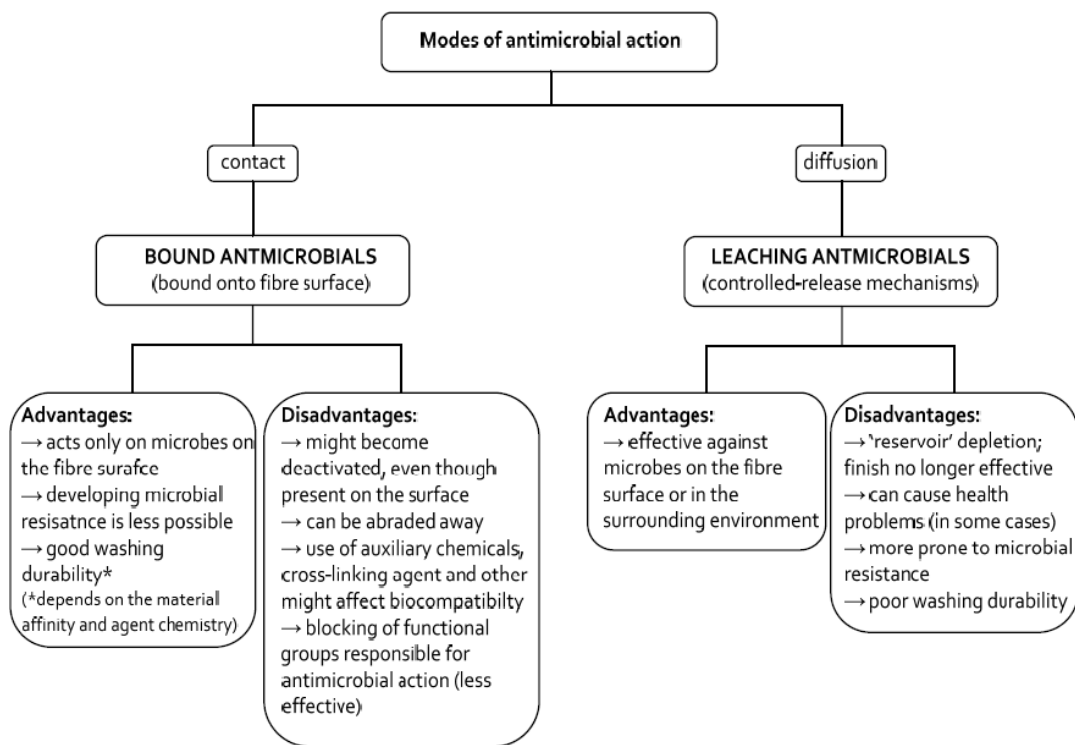 Modes of antimicrobial action
contact
diffusion
BOUND ANTMICROBIALS
(bound onto fibre surface)
LEACHING ANTMICROBIALS
(controlled-release mechanisms)
Advantages:
→ acts only on microbes on
the fibre surafce
→ developing microbial
resisatnce is less possible
→ good washing
durability*
(*depends on the material
affinity and agent chemistry)
Disadvantages:
→ might become
deactivated, even though
present on the surface
→ can be abraded away
→ use of auxiliary chemicals,
cross-linking agent and other
might affect biocompatibilty
→ blocking of functional
groups responsible for
antimicrobial action (less
effective)
Advantages:
→ effective against
microbes on the fibre
surface or in the
surrounding environment
Disadvantages:
→ 'reservoir' depletion;
finish no longer effective
→ can cause health
problems (in some cases)
→ more prone to microbial
resistance
→ poor washing durability